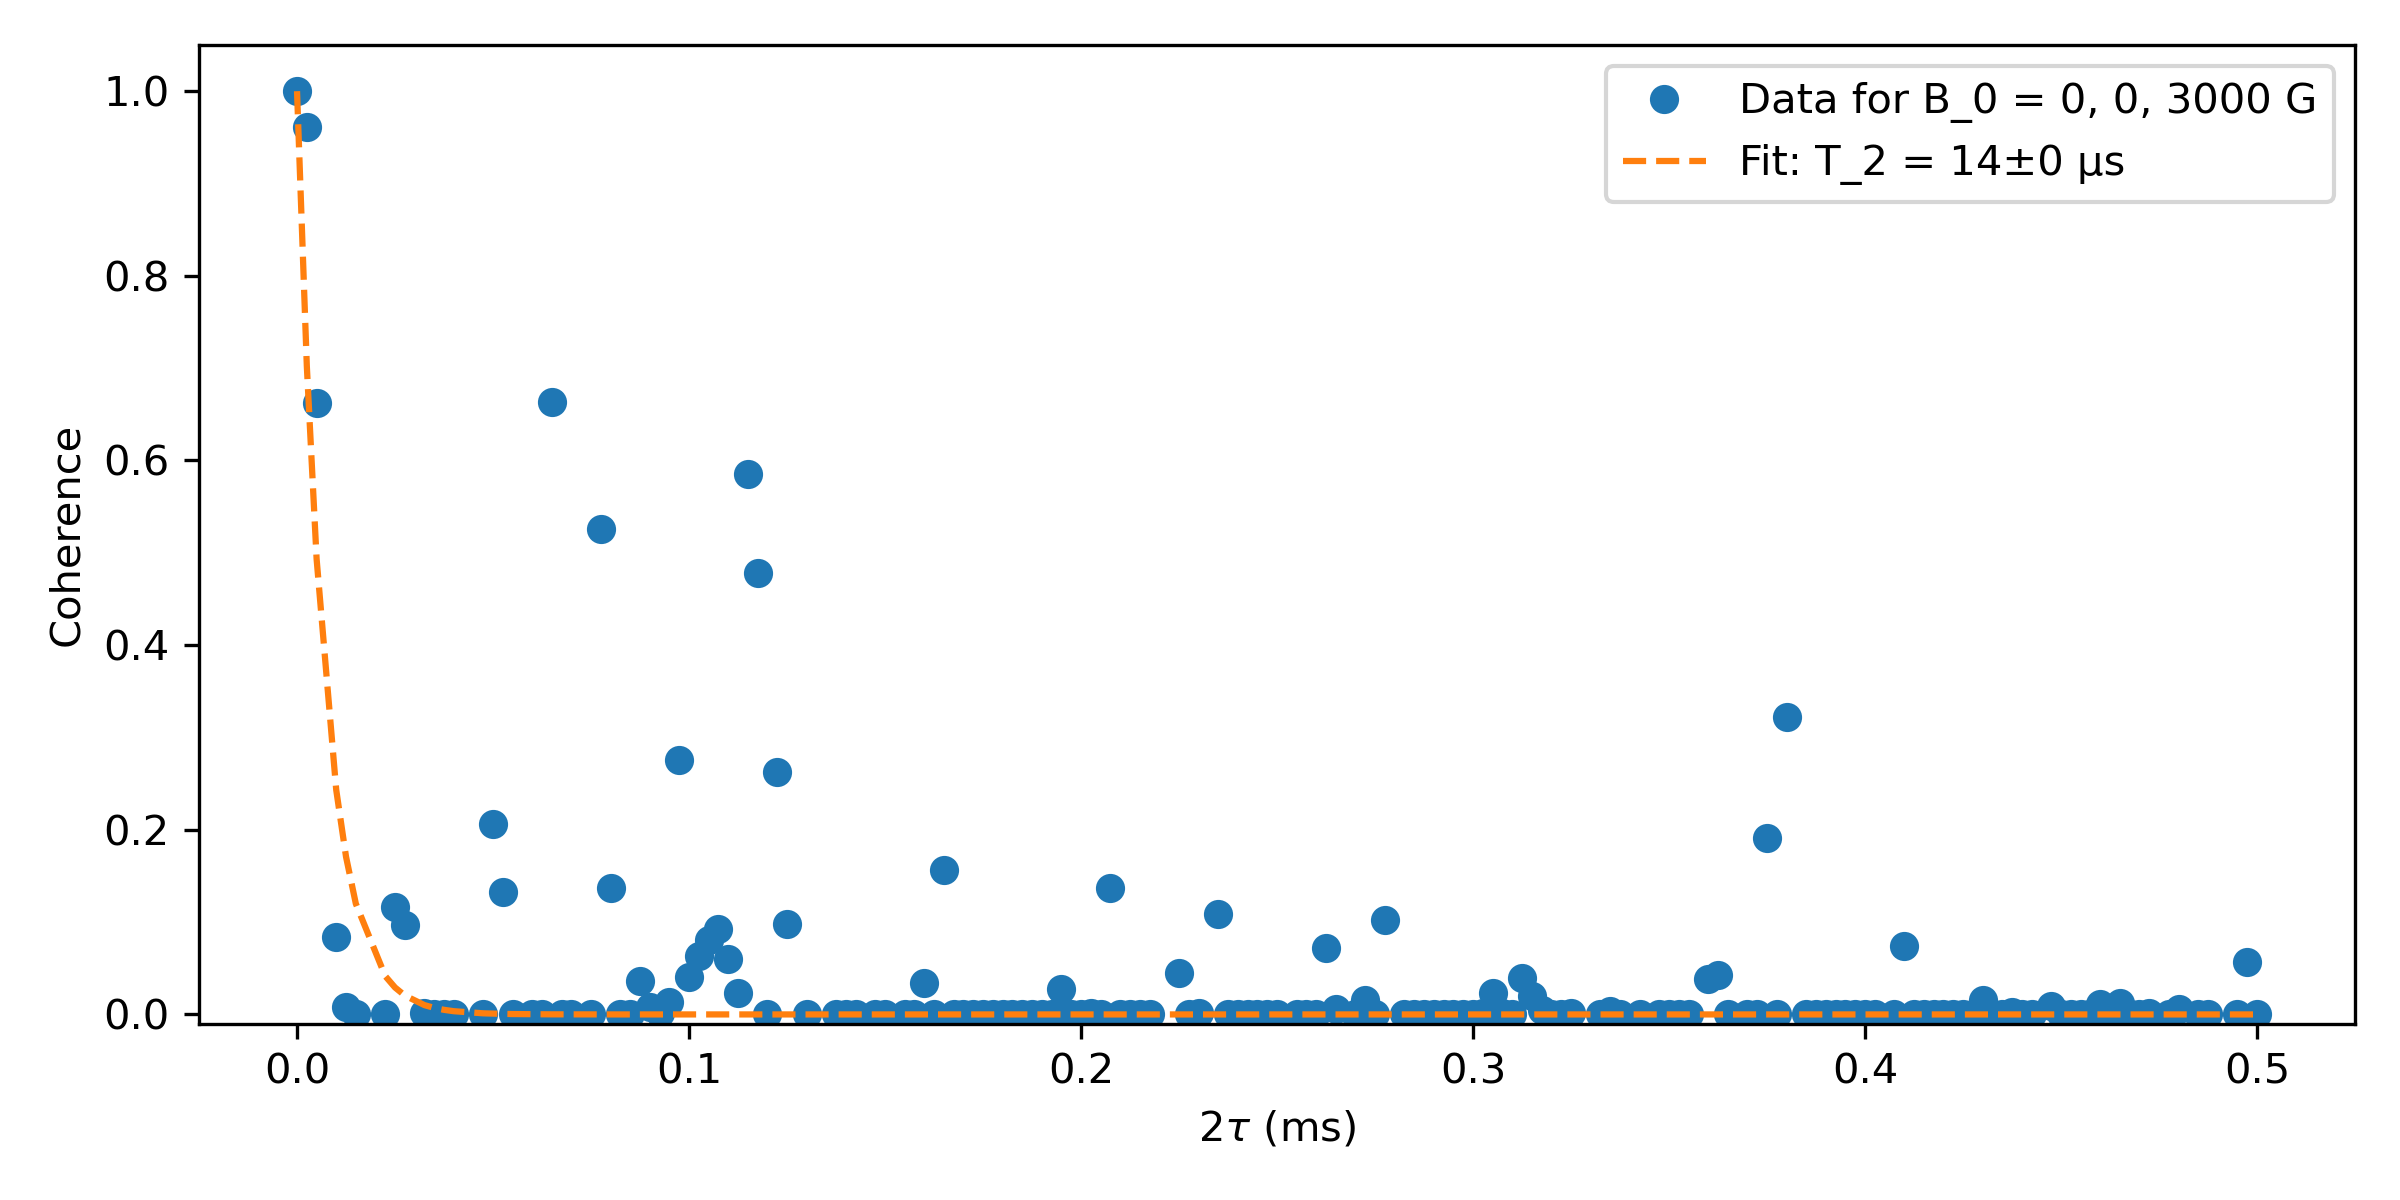 Data for B_0 = 0, 0, 3000 G
Fit: T_2 = 14±0 μs
1.0
0.8
0.6
0.4
0.2
0.0
Coherence
0.0 0.1 0.2 0.3 0.4 0.5
2τ (ms)